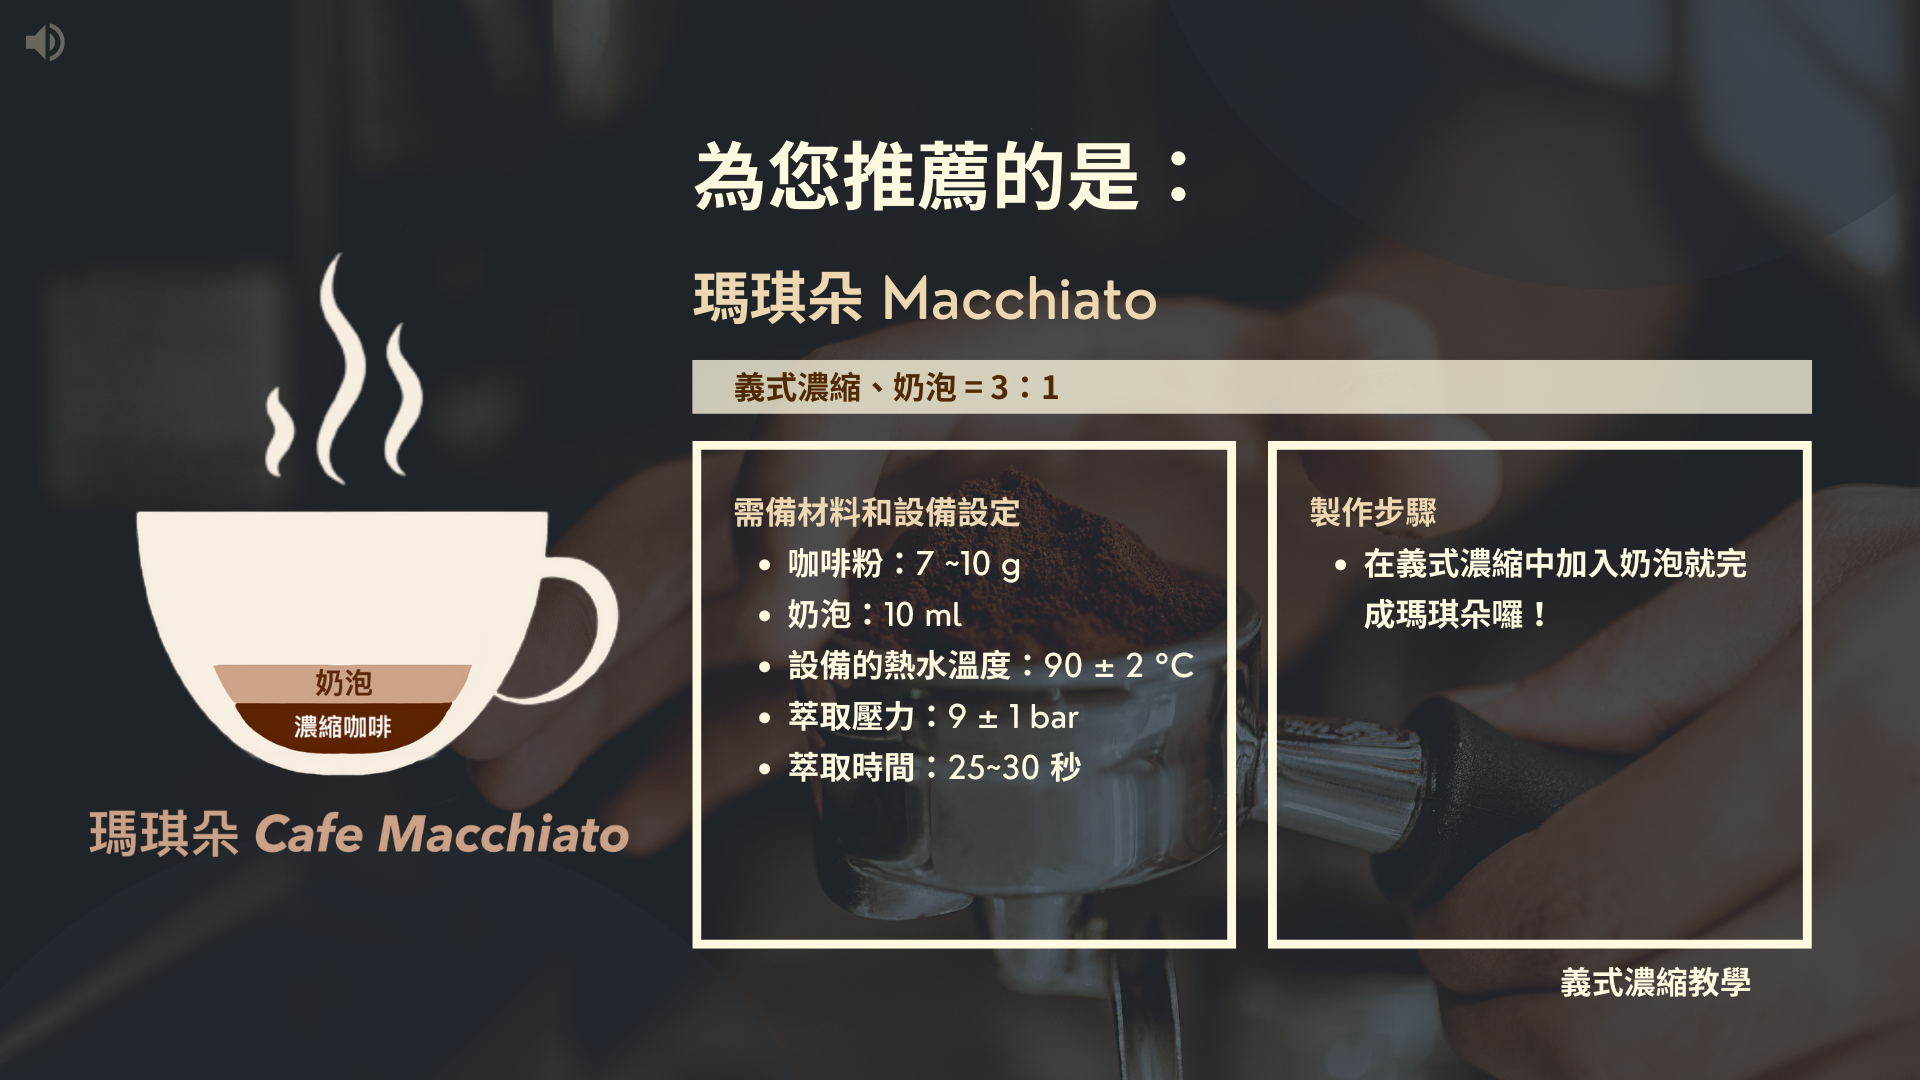 為您推薦的是：
瑪琪朵 Macchiato
義式濃縮、奶泡 = 3：1
需備材料和設備設定
• 咖啡粉：7 ~10 g
• 奶泡：10 ml
• 設備的熱水溫度：90 ± 2 °C
• 萃取壓力：9 ± 1 bar
• 萃取時間：25~30 秒
製作步驟
• 在義式濃縮中加入奶泡就完
成瑪琪朵囉！
奶泡
濃縮咖啡
瑪琪朵 Cafe Macchiato
義式濃縮教學